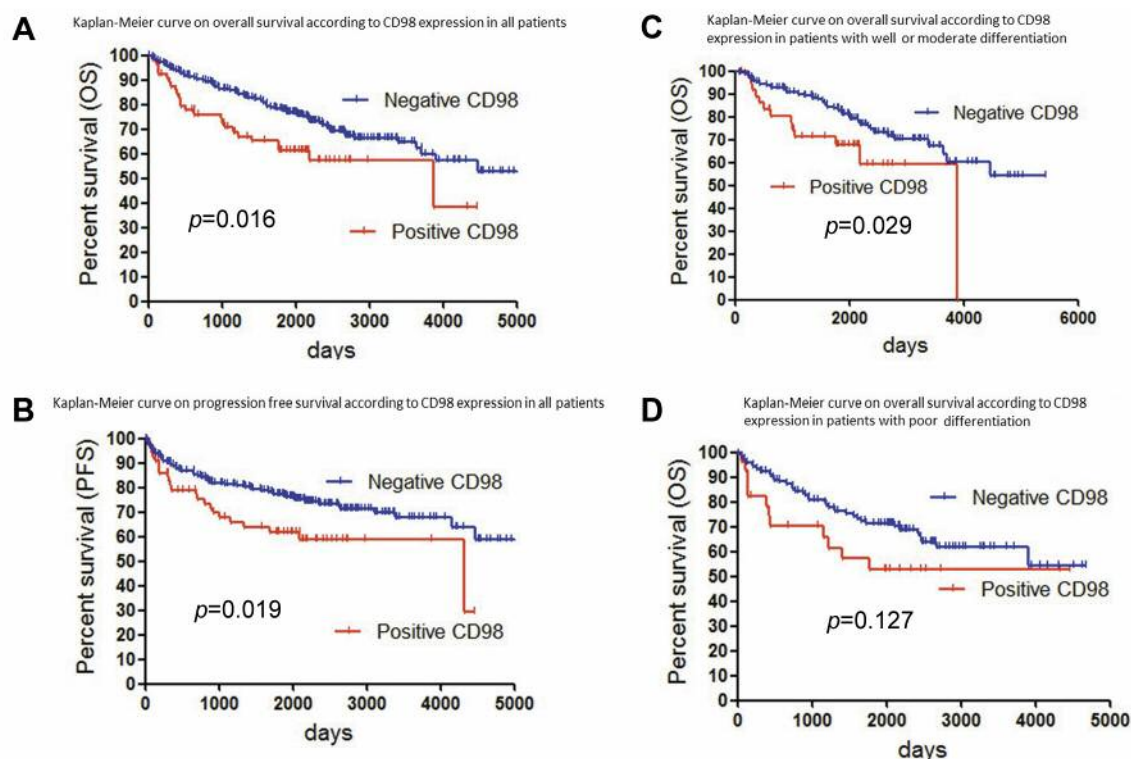 A
Kaplan-Meier curve on overall survival according to CD98 expression in all patients
Percent survival (OS)
100
90
80
70
60
50
40
30
20
10
0
Negative CD98
p=0.016
Positive CD98
0 1000 2000 3000 4000 5000
days
B
Kaplan-Meier curve on progression free survival according to CD98 expression in all patients
Percent survival (PFS)
100
90
80
70
60
50
40
30
20
10
0
Negative CD98
p=0.019
Positive CD98
0 1000 2000 3000 4000 5000
days
C
Kaplan-Meier curve on overall survival according to CD98
expression in patients with well or moderate differentiation
Percent survival (OS)
100
90
80
70
60
50
40
30
20
10
0
Negative CD98
Positive CD98
p=0.029
0 2000 4000 6000
days
D
Kaplan-Meier curve on overall survival according to CD98
expression in patients with poor differentiation
Percent survival (OS)
100
90
80
70
60
50
40
30
20
10
0
Negative CD98
Positive CD98
p=0.127
0 1000 2000 3000 4000 5000
days